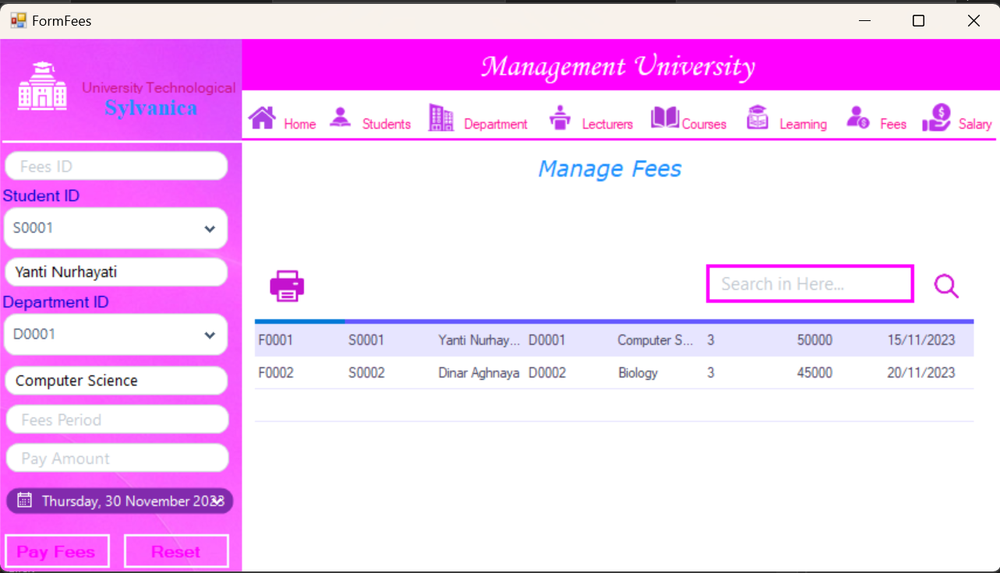 FormFees
Management University
University Technological
Sylvanica
Home Students Department Lecturers Courses Learning Fees Salary
Fees ID
Student ID
S0001
Yanti Nurhayati
Department ID
D0001
Computer Science
Fees Period
Pay Amount
Thursday, 30 November 2023
Pay Fees Reset
Manage Fees
Search in Here...
F0001 S0001 Yanti Nurhay... D0001 Computer S... 3 50000 15/11/2023
F0002 S0002 Dinar Aghnaya D0002 Biology 3 45000 20/11/2023